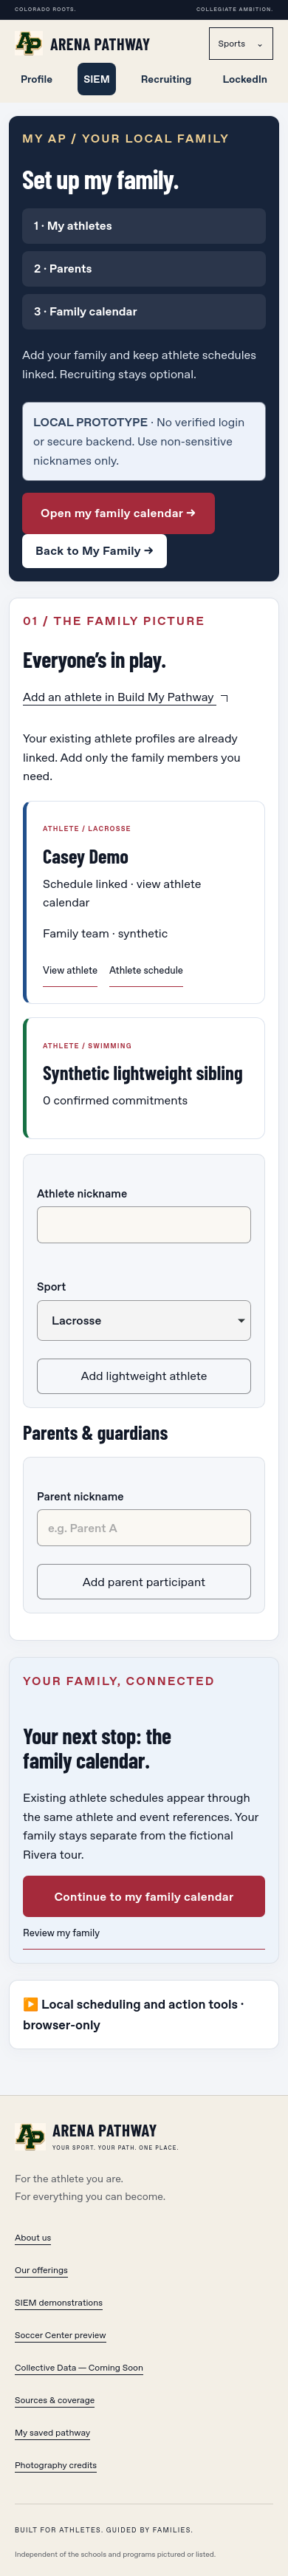 COLORADO ROOTS.
COLLEGIATE AMBITION.
AP ARENA PATHWAY
Sports
Profile
SIEM
Recruiting
LockedIn
MY AP / YOUR LOCAL FAMILY
Set up my family.
1 · My athletes
2 · Parents
3 · Family calendar
Add your family and keep athlete schedules
linked. Recruiting stays optional.
LOCAL PROTOTYPE · No verified login
or secure backend. Use non-sensitive
nicknames only.
Open my family calendar →
Back to My Family →
01 / THE FAMILY PICTURE
Everyone’s in play.
Add an athlete in Build My Pathway
Your existing athlete profiles are already
linked. Add only the family members you
need.
ATHLETE / LACROSSE
Casey Demo
Schedule linked · view athlete
calendar
Family team · synthetic
View athlete
Athlete schedule
ATHLETE / SWIMMING
Synthetic lightweight sibling
0 confirmed commitments
Athlete nickname
Sport
Lacrosse
Add lightweight athlete
Parents & guardians
Parent nickname
e.g. Parent A
Add parent participant
YOUR FAMILY, CONNECTED
Your next stop: the
family calendar.
Existing athlete schedules appear through
the same athlete and event references. Your
family stays separate from the fictional
Rivera tour.
Continue to my family calendar
Review my family
▶️ Local scheduling and action tools ·
browser-only
AP ARENA PATHWAY
YOUR SPORT. YOUR PATH. ONE PLACE.
For the athlete you are.
For everything you can become.
About us
Our offerings
SIEM demonstrations
Soccer Center preview
Collective Data — Coming Soon
Sources & coverage
My saved pathway
Photography credits
BUILT FOR ATHLETES. GUIDED BY FAMILIES.
Independent of the schools and programs pictured or listed.